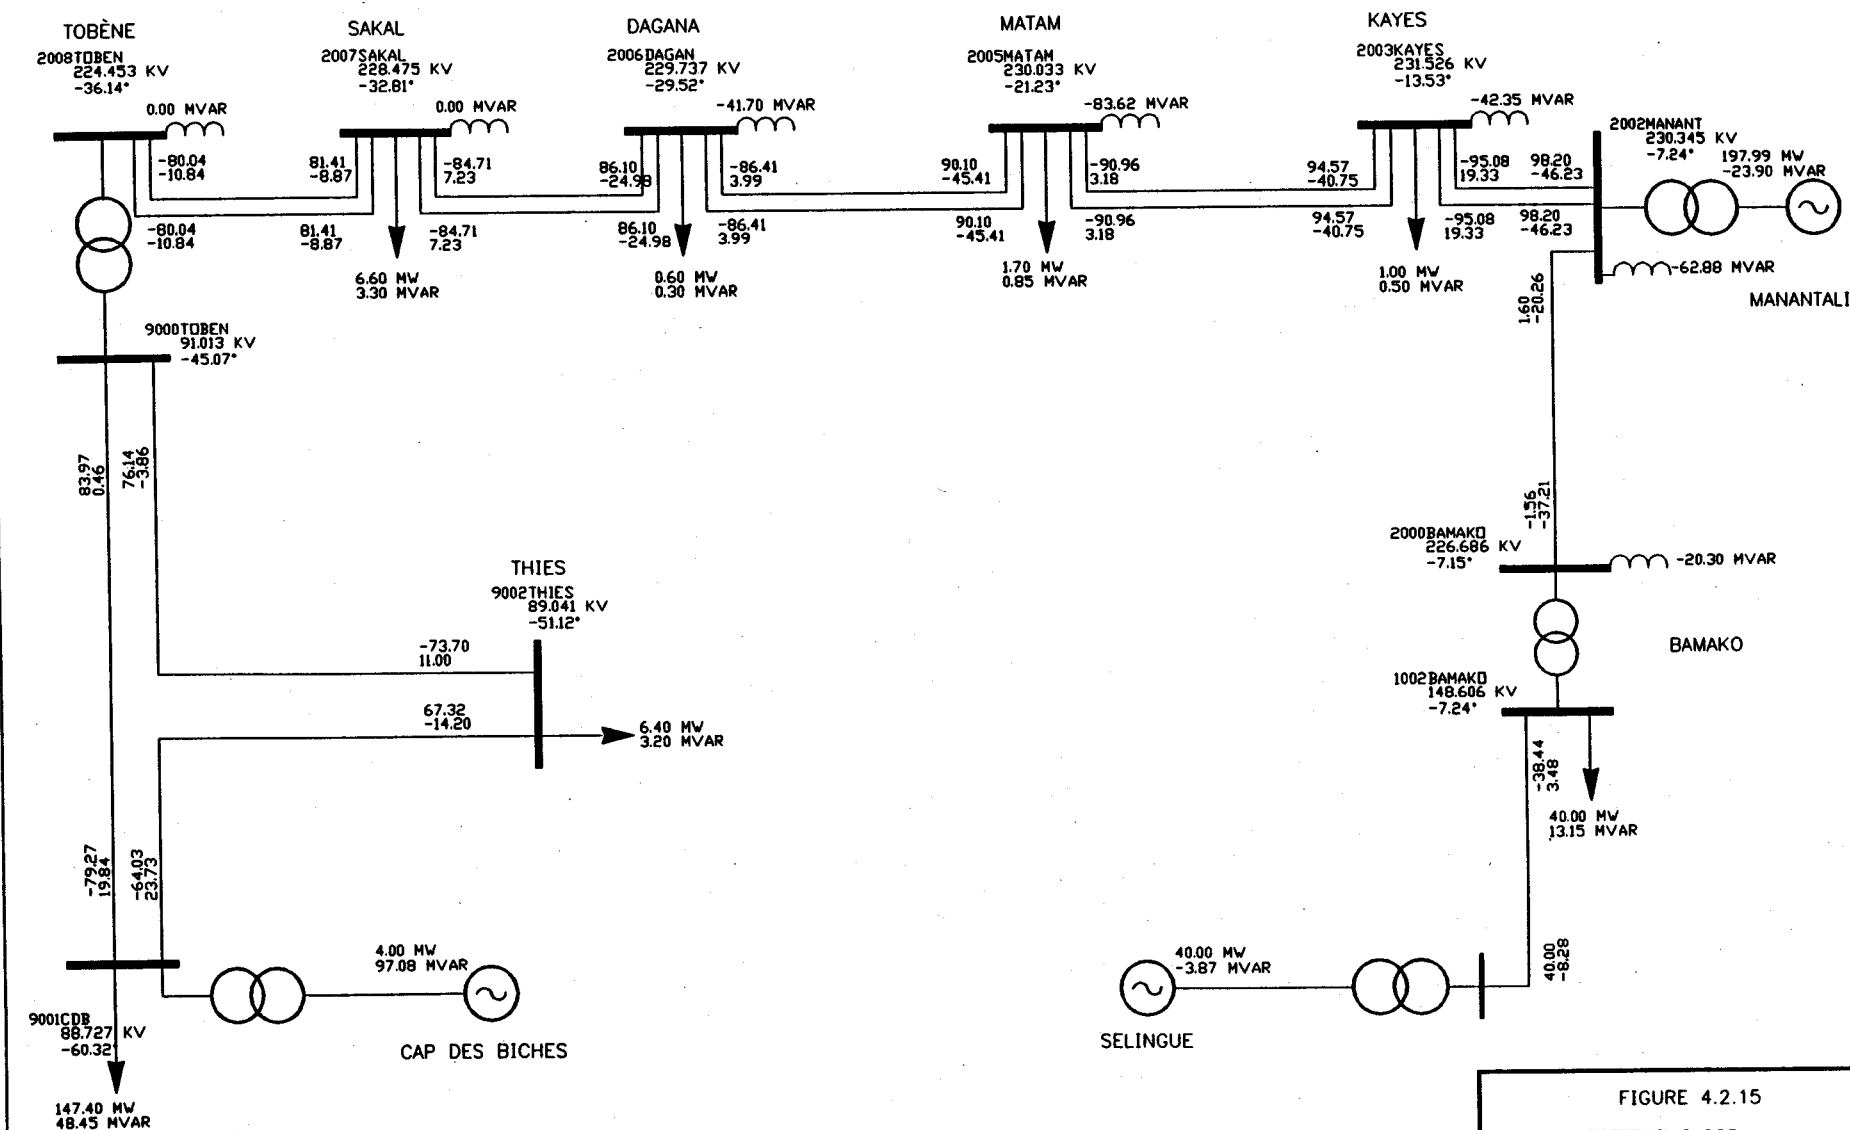 TOBÈNE
2008TOBEN
224.453 KV
-36.14°
0.00 MVAR
SAKAL
2007SAKAL
228.475 KV
-32.81°
0.00 MVAR
DAGANA
2006DAGAN
229.737 KV
-29.52°
-41.70 MVAR
MATAM
2005MATAM
230.033 KV
-21.23°
-83.62 MVAR
KAYES
2003KAYES
231.526 KV
-13.53°
-42.35 MVAR
2002MANANT
230.345 KV
-7.24°
197.99 MW
-23.90 MVAR
-80.04
-10.84
81.41
-8.87
-84.71
7.23
86.10
-24.98
-86.41
3.99
90.10
-45.41
-90.96
3.18
94.57
-40.75
-95.08
19.33
98.20
-46.23
-80.04
-10.84
81.41
-8.87
-84.71
7.23
86.10
-24.98
-86.41
3.99
90.10
-45.41
-90.96
3.18
94.57
-40.75
-95.08
19.33
98.20
-46.23
6.60 MW
3.30 MVAR
0.60 MW
0.30 MVAR
1.70 MW
0.85 MVAR
1.00 MW
0.50 MVAR
-62.88 MVAR
MANANTALI
1.60
-20.26
9000TOBEN
91.013 KV
-45.07°
83.97
0.46
76.14
-3.86
-1.56
-37.21
2000BAMAKO
226.686 KV
-7.15°
-20.30 MVAR
THIES
9002THIES
89.041 KV
-51.12°
-73.70
11.00
67.32
-14.20
6.40 MW
3.20 MVAR
BAMAKO
1002BAMAKO
148.606 KV
-7.24°
-38.44
3.48
40.00 MW
13.15 MVAR
-79.27
19.84
-64.03
23.73
4.00 MW
97.08 MVAR
40.00 MW
-3.87 MVAR
40.00
-8.28
9001CDB
88.727 KV
-60.32°
CAP DES BICHES
SELINGUE
147.40 MW
48.45 MVAR
FIGURE 4.2.15